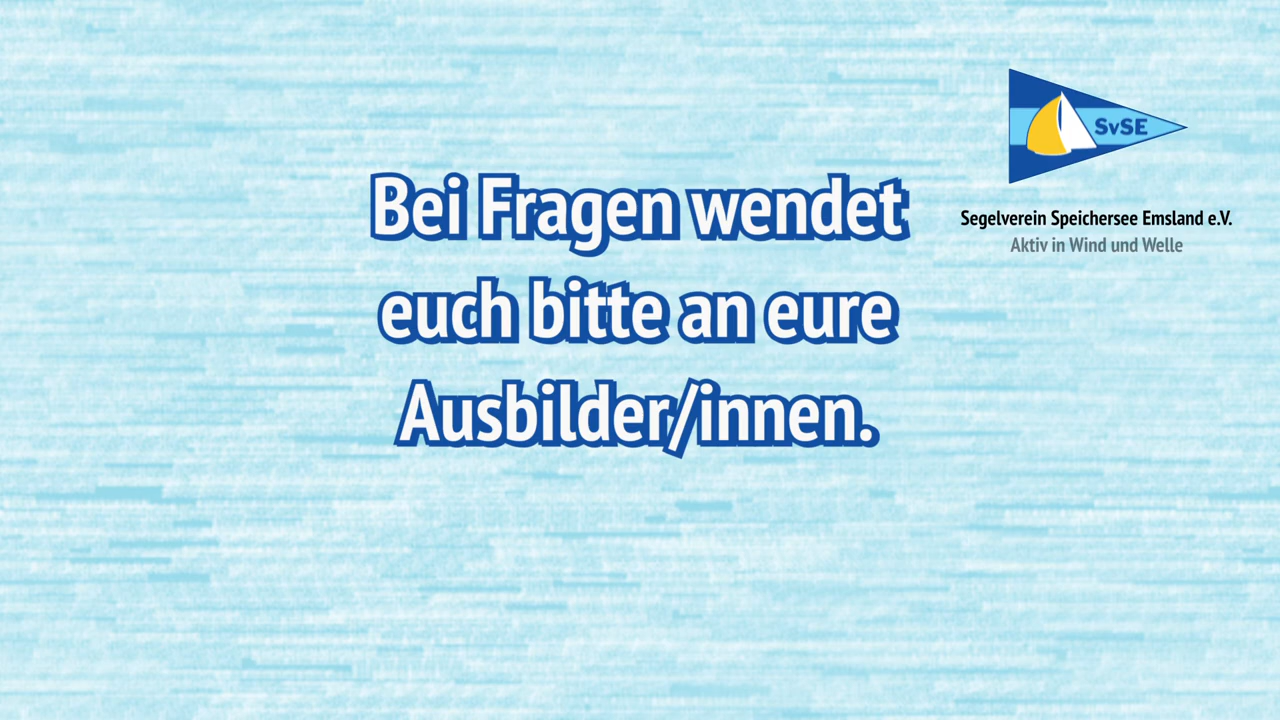 SvSE
Bei Fragen wendet
euch bitte an eure
Ausbilder/innen.
Segelverein Speichersee Emsland e.V.
Aktiv in Wind und Welle